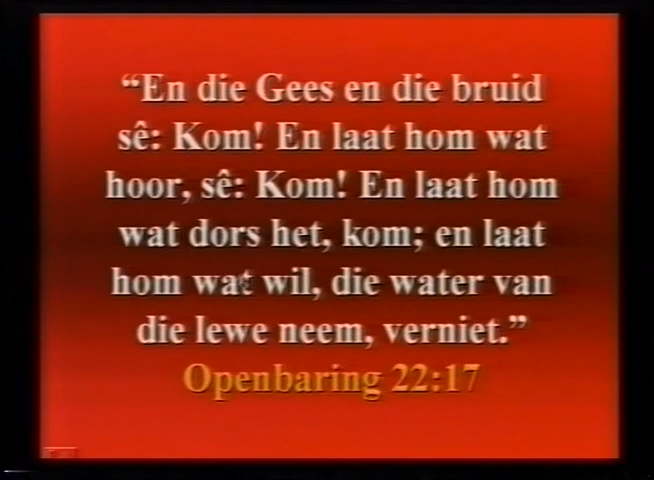 “En die Gees en die bruid
sê: Kom! En laat hom wat
hoor, sê: Kom! En laat hom
wat dors het, kom; en laat
hom wat wil, die water van
die lewe neem, verniet.”
Openbaring 22:17